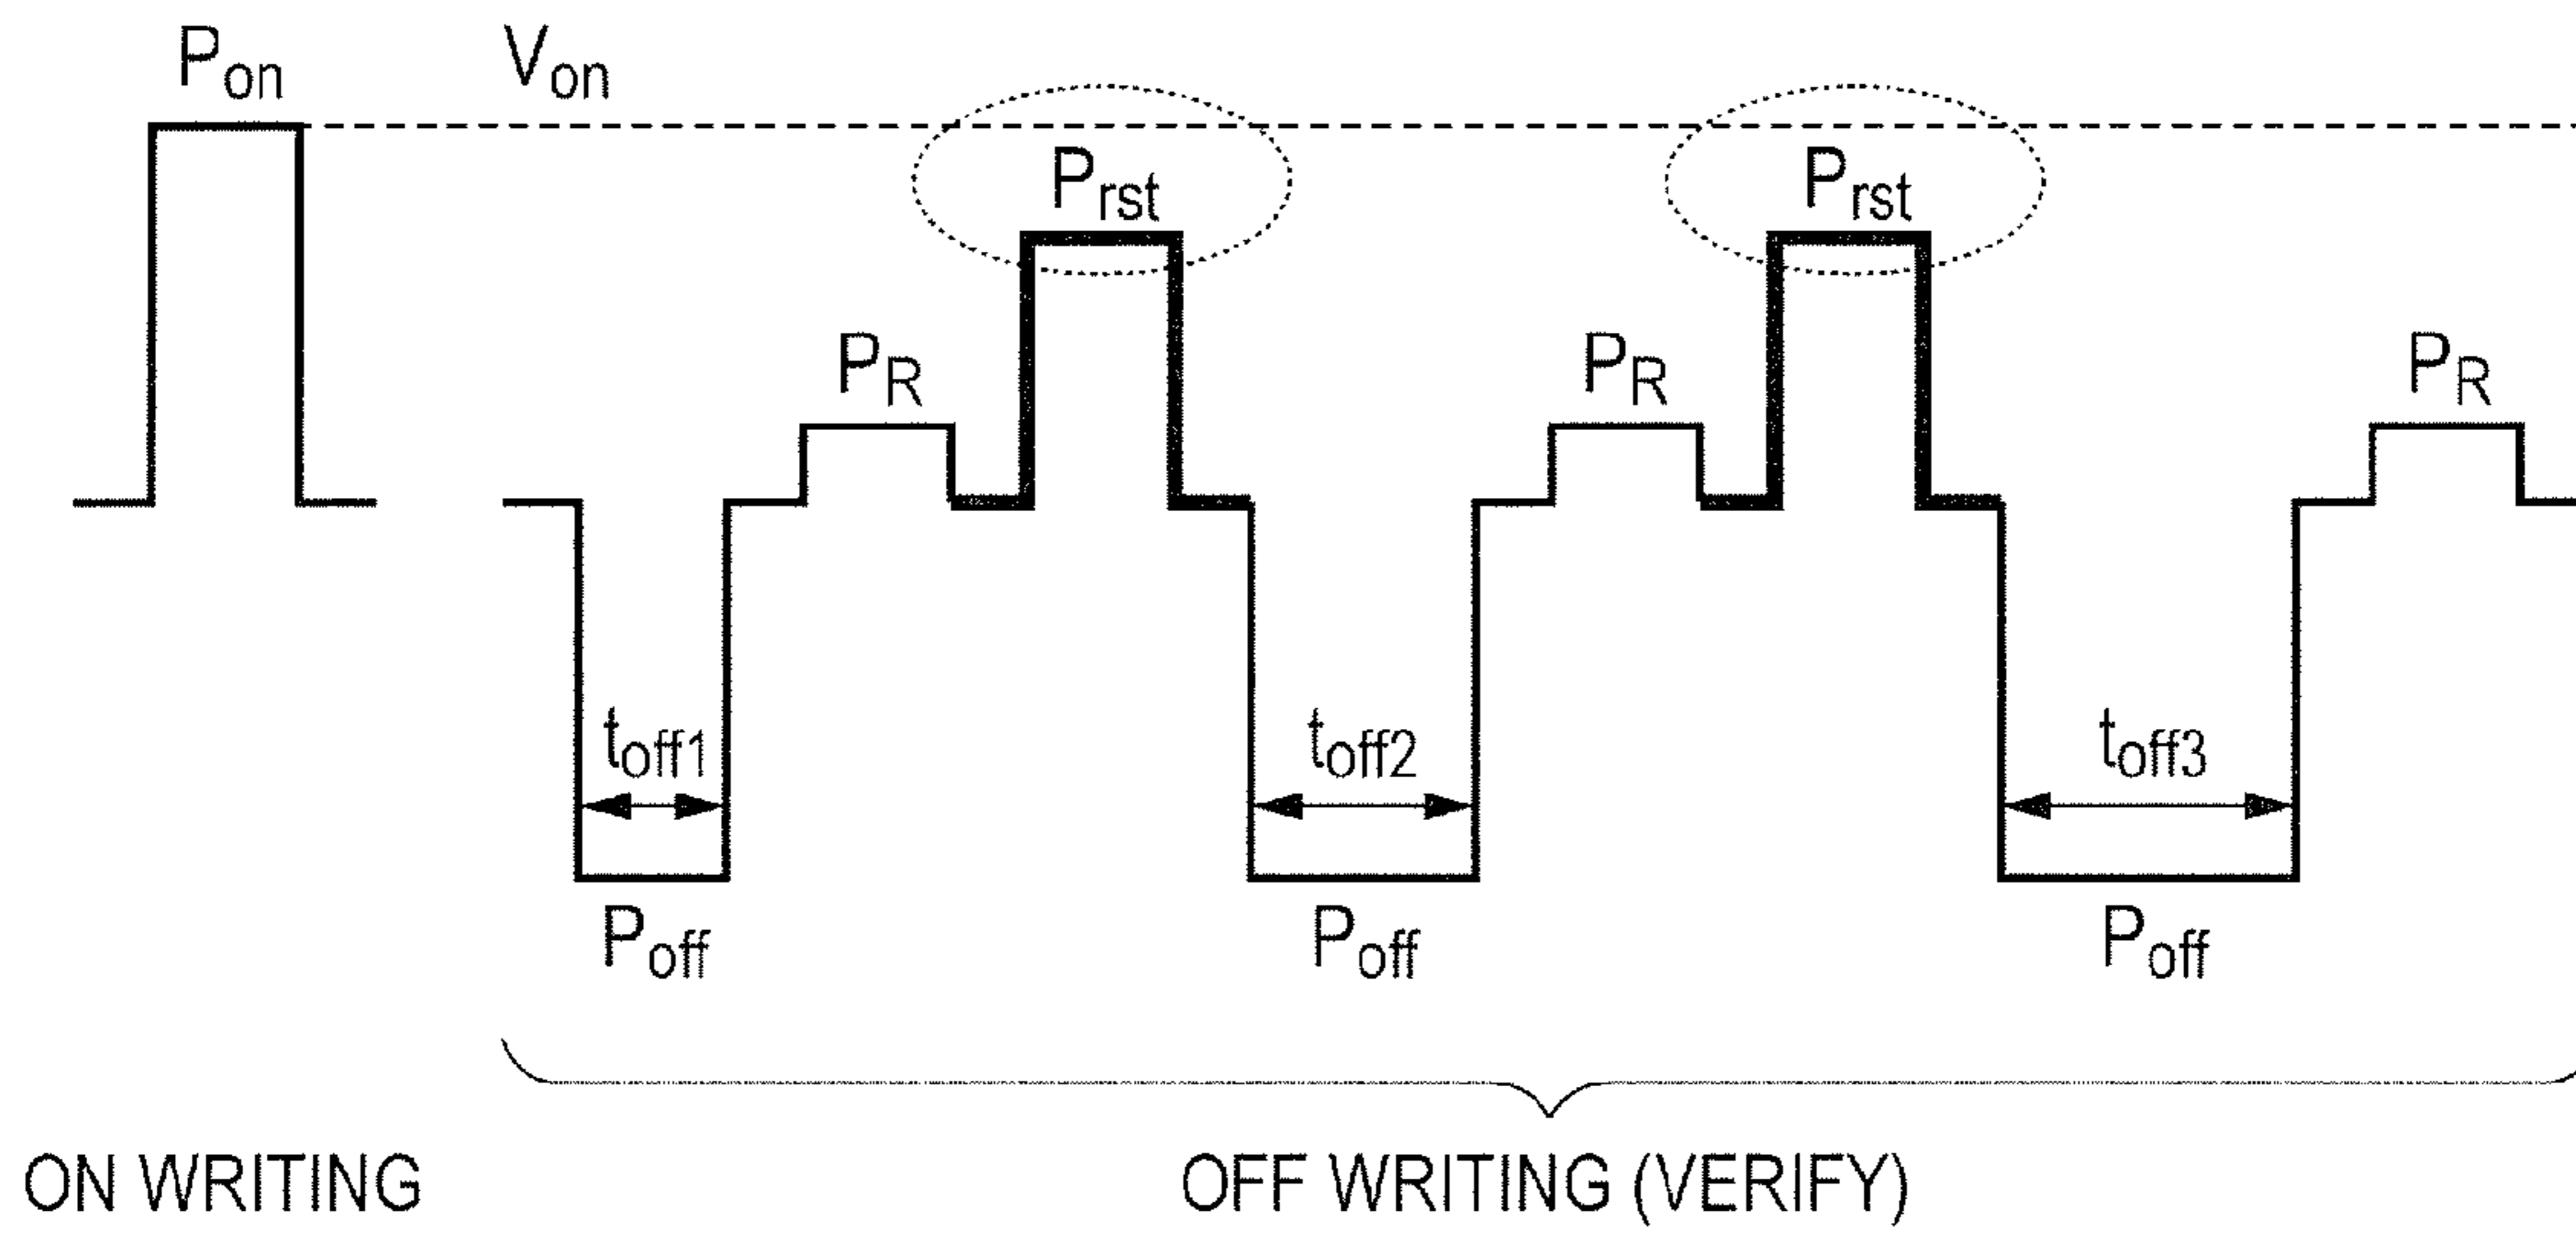 Pon Von
Prst Prst
PR PR PR
toff1 toff2 toff3
Poff Poff Poff
ON WRITING OFF WRITING (VERIFY)